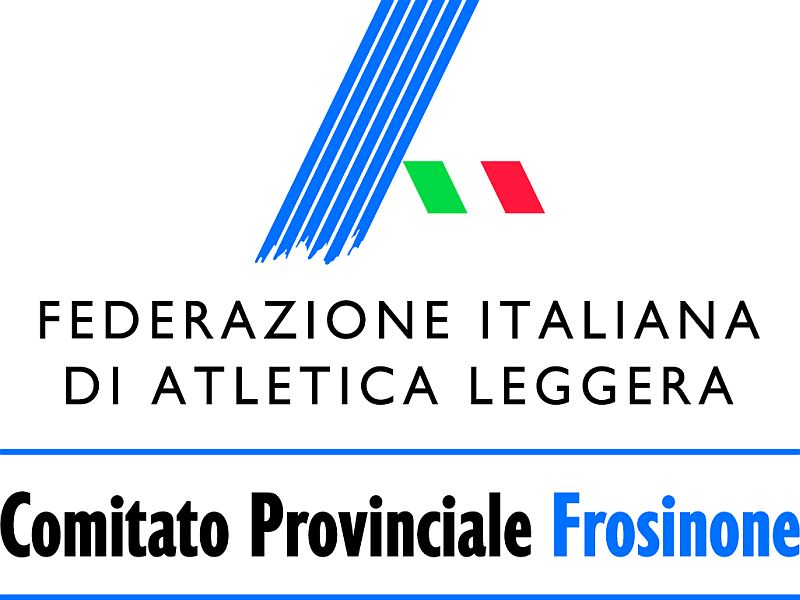 FEDERAZIONE ITALIANA
DI ATLETICA LEGGERA
Comitato Provinciale Frosinone